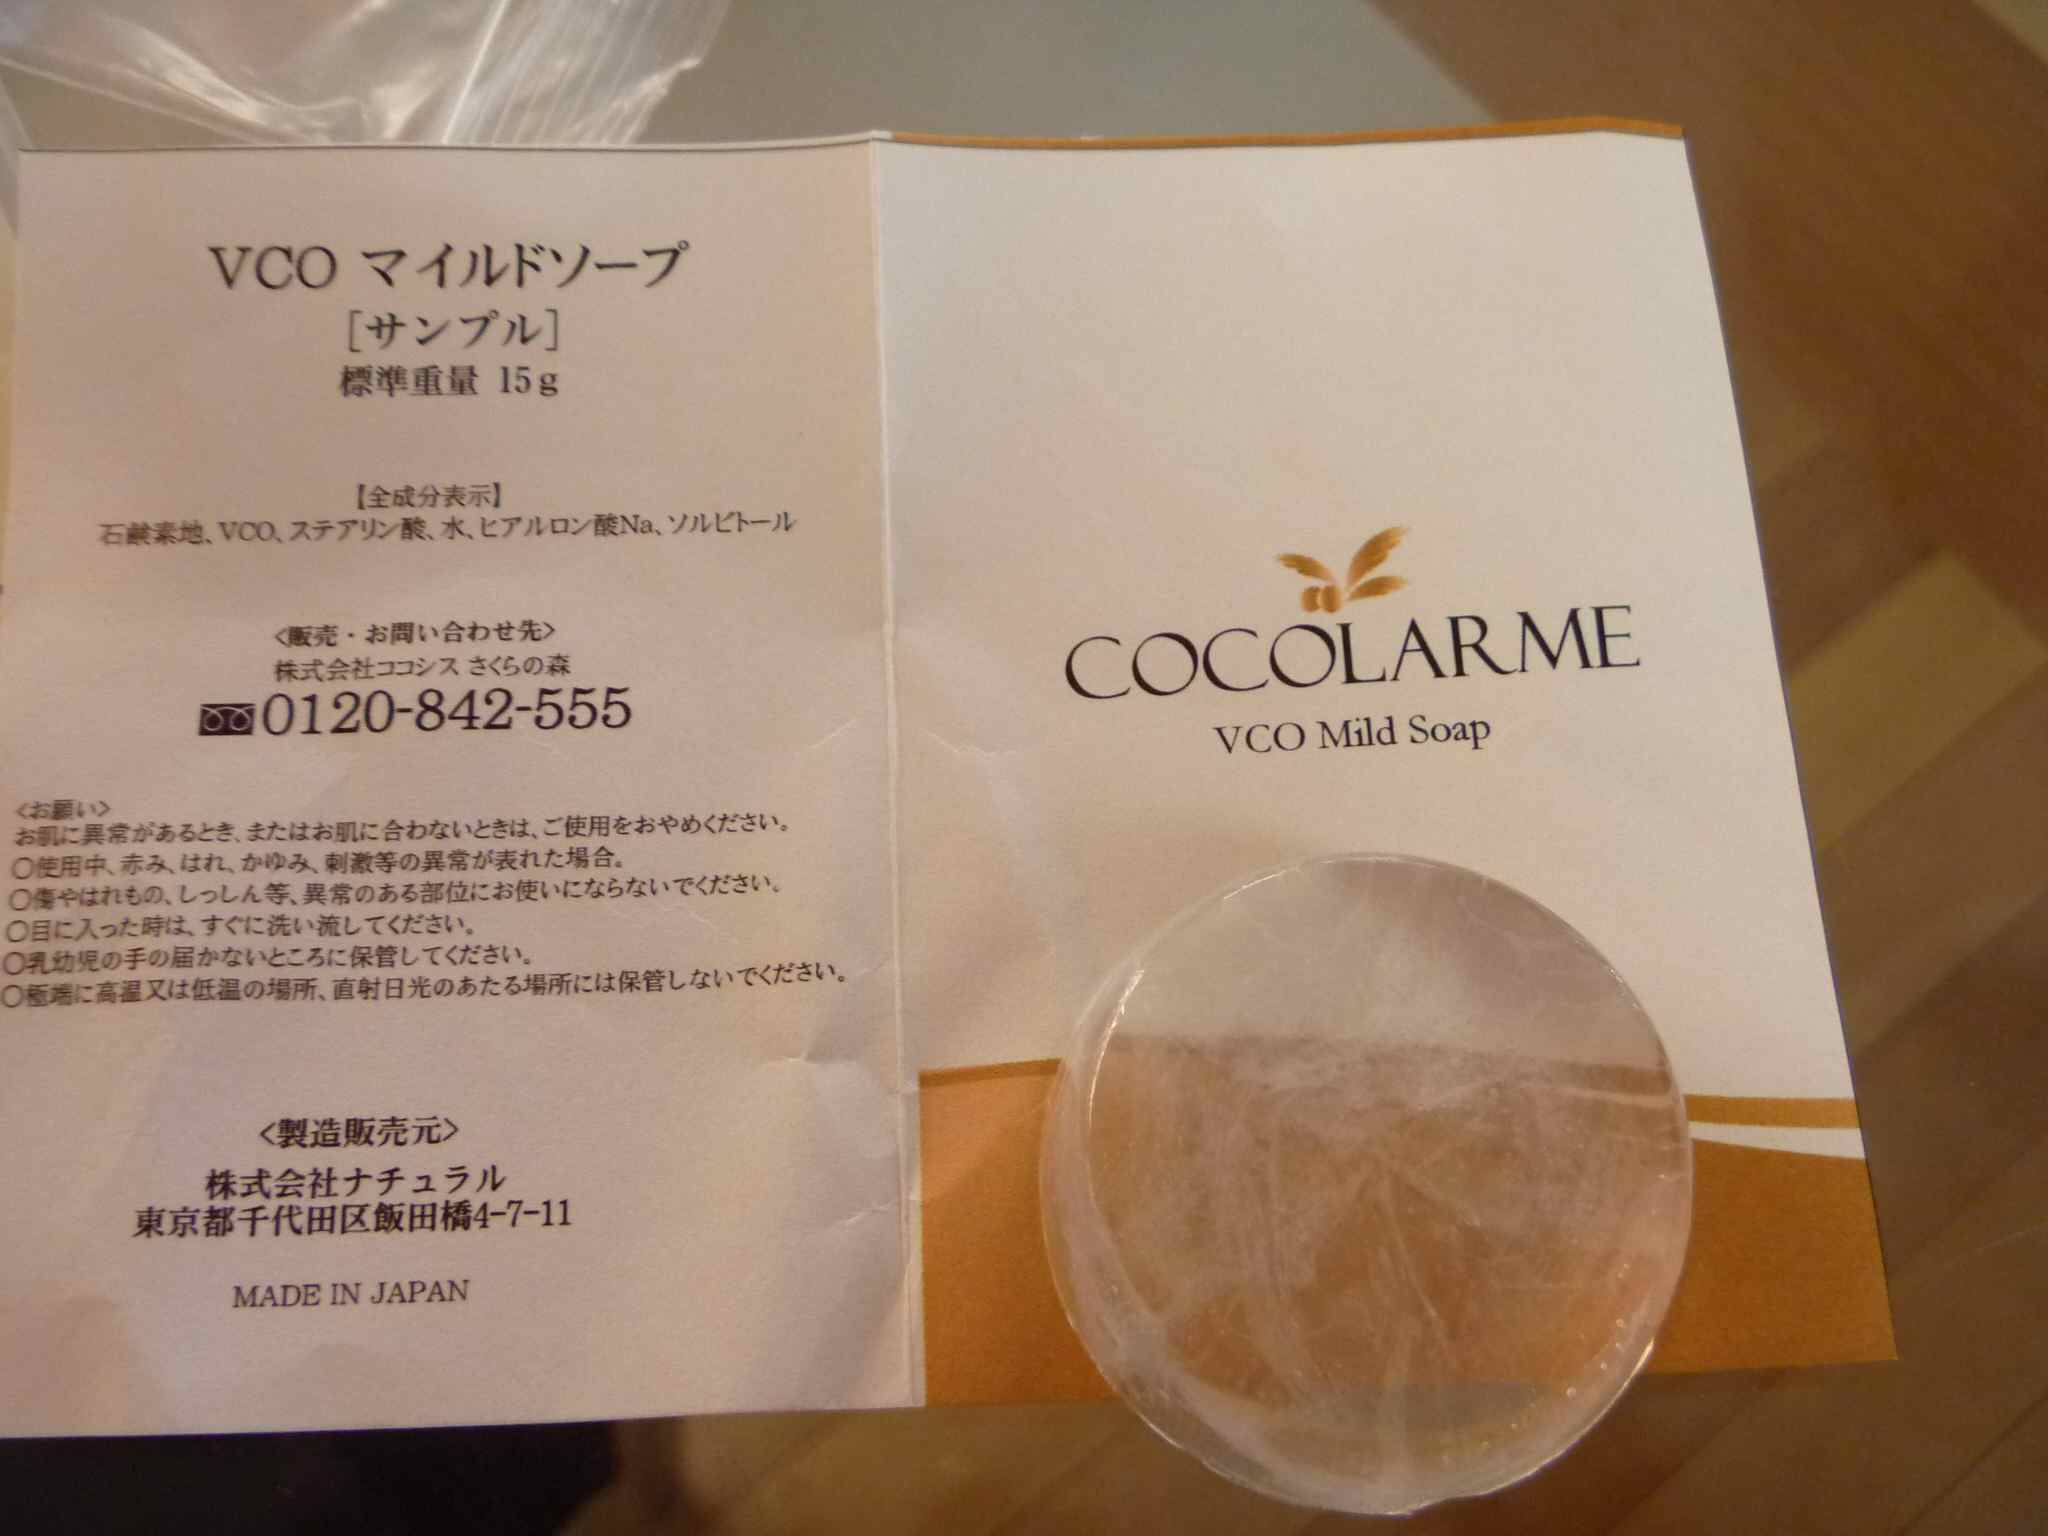 VCO マイルドソープ
[サンプル]
標準重量 15g
【全成分表示】
石鹸素地、VCO、ステアリン酸、水、ヒアルロン酸Na、ソルビトール
<販売・お問い合わせ先>
株式会社ココシス さくらの森
0120-842-555
<お願い>
お肌に異常があるとき、またはお肌に合わないときは、ご使用をおやめください。
○使用中、赤み、はれ、かゆみ、刺激等の異常が表れた場合。
○傷やはれもの、しっしん等、異常のある部位にお使いにならないでください。
○目に入った時は、すぐに洗い流してください。
○乳幼児の手の届かないところに保管してください。
○極端に高温又は低温の場所、直射日光のあたる場所には保管しないでください。
<製造販売元>
株式会社ナチュラル
東京都千代田区飯田橋4-7-11
MADE IN JAPAN
COCOLARME
VCO Mild Soap